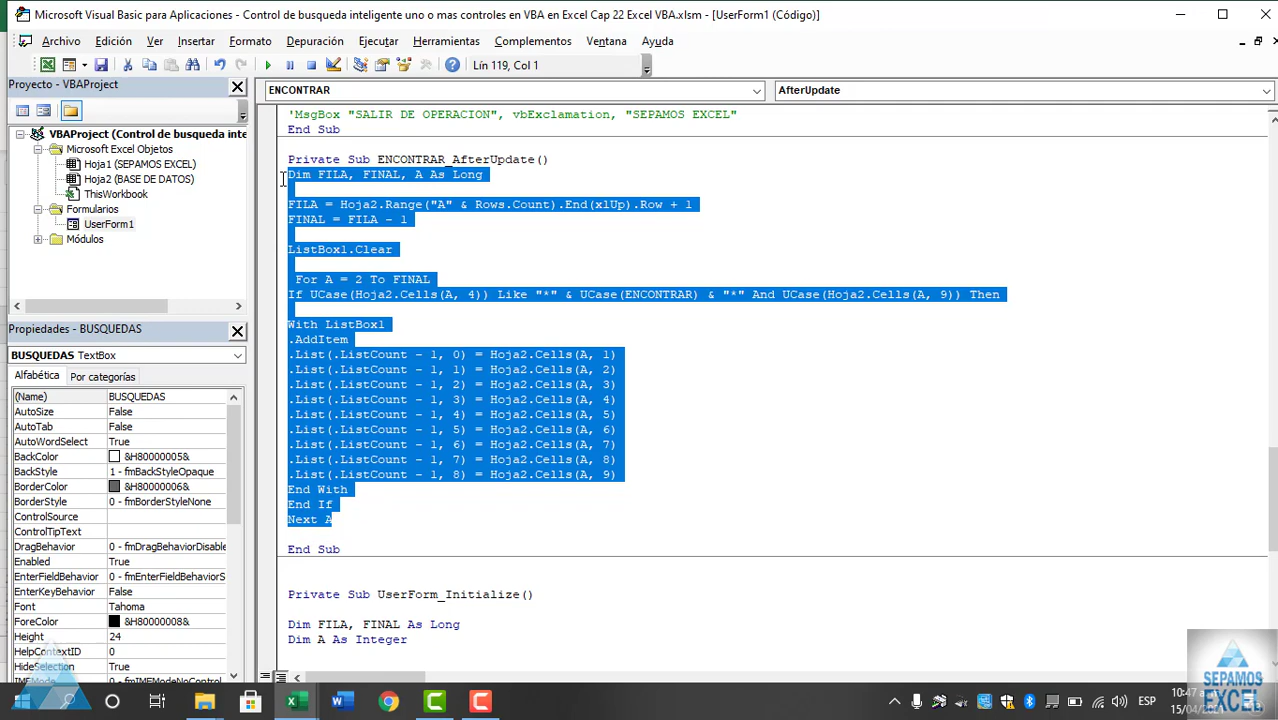 Microsoft Visual Basic para Aplicaciones - Control de busqueda inteligente uno o mas controles en VBA en Excel Cap 22 Excel VBA.xlsm - [UserForm1 (Código)]
Archivo Edición Ver Insertar Formato Depuración Ejecutar Herramientas Complementos Ventana Ayuda
Lín 119, Col 1
Proyecto - VBAProject
VBAProject (Control de busqueda inte
Microsoft Excel Objetos
Hoja1 (SEPAMOS EXCEL)
Hoja2 (BASE DE DATOS)
ThisWorkbook
Formularios
UserForm1
Módulos
Propiedades - BUSQUEDAS
BUSQUEDAS TextBox
Alfabética Por categorías
(Name) BUSQUEDAS
AutoSize False
AutoTab False
AutoWordSelect True
BackColor &H80000005&
BackStyle 1 - fmBackStyleOpaque
BorderColor &H80000006&
BorderStyle 0 - fmBorderStyleNone
ControlSource
ControlTipText
DragBehavior 0 - fmDragBehaviorDisable
Enabled True
EnterFieldBehavior 0 - fmEnterFieldBehaviorS
EnterKeyBehavior False
Font Tahoma
ForeColor &H80000008&
Height 24
HelpContextID 0
HideSelection True
ENCONTRAR AfterUpdate
'MsgBox "SALIR DE OPERACION", vbExclamation, "SEPAMOS EXCEL"
End Sub
Private Sub ENCONTRAR_AfterUpdate()
Dim FILA, FINAL, A As Long
FILA = Hoja2.Range("A" & Rows.Count).End(xlUp).Row + 1
FINAL = FILA - 1
ListBox1.Clear
For A = 2 To FINAL
If UCase(Hoja2.Cells(A, 4)) Like "*" & UCase(ENCONTRAR) & "*" And UCase(Hoja2.Cells(A, 9)) Then
With ListBox1
.AddItem
.List(.ListCount - 1, 0) = Hoja2.Cells(A, 1)
.List(.ListCount - 1, 1) = Hoja2.Cells(A, 2)
.List(.ListCount - 1, 2) = Hoja2.Cells(A, 3)
.List(.ListCount - 1, 3) = Hoja2.Cells(A, 4)
.List(.ListCount - 1, 4) = Hoja2.Cells(A, 5)
.List(.ListCount - 1, 5) = Hoja2.Cells(A, 6)
.List(.ListCount - 1, 6) = Hoja2.Cells(A, 7)
.List(.ListCount - 1, 7) = Hoja2.Cells(A, 8)
.List(.ListCount - 1, 8) = Hoja2.Cells(A, 9)
End With
End If
Next A
End Sub
Private Sub UserForm_Initialize()
Dim FILA, FINAL As Long
Dim A As Integer
SEPAMOS
EXCEL
ESP
15/04/20